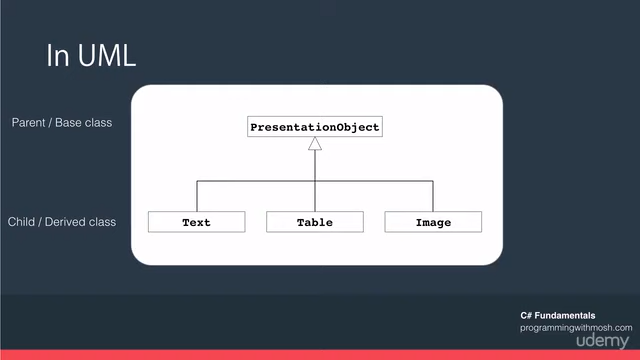 In UML
Parent / Base class
PresentationObject
Child / Derived class
Text
Table
Image
C# Fundamentals
programmingwithmosh.com
udemy